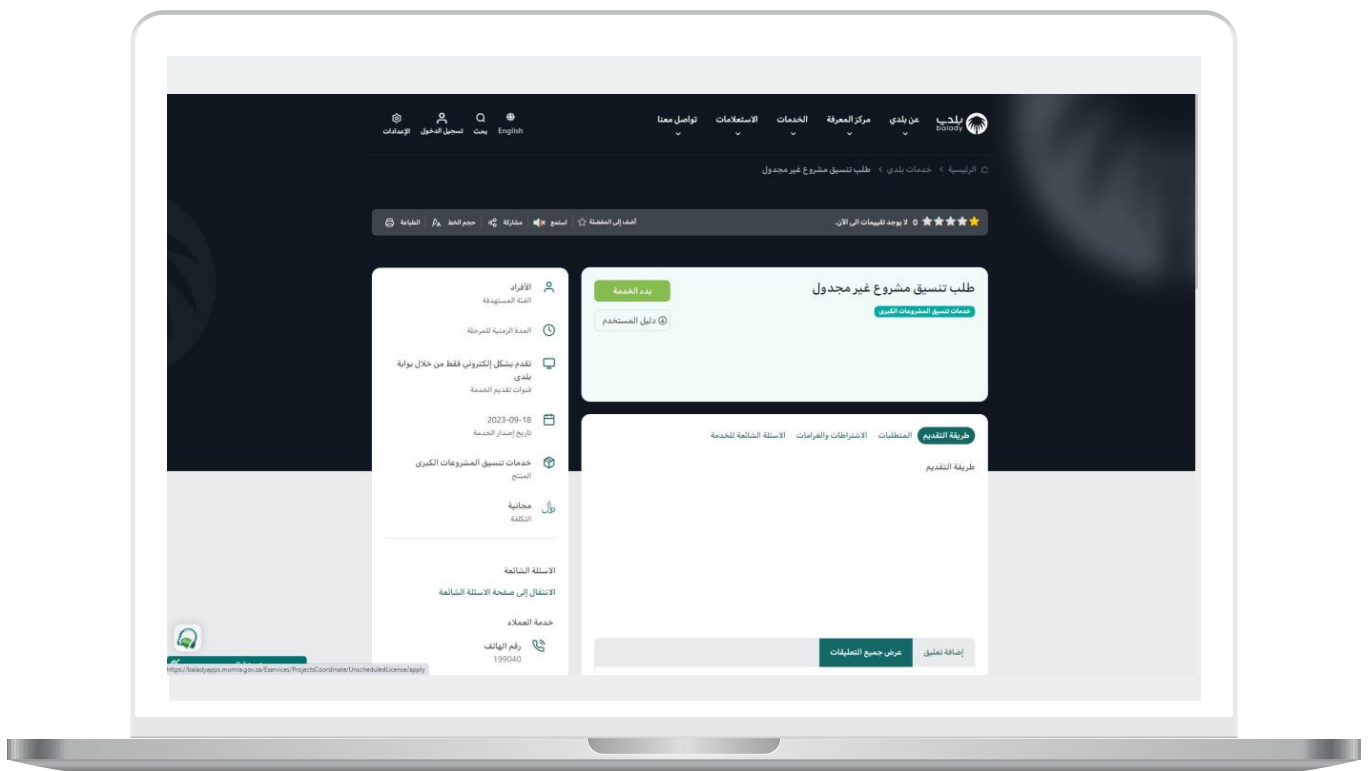 بلدي
balady
عن بلدي
مركز المعرفة
الخدمات
الاستعلامات
تواصل معنا
English
بحث
تسجيل الدخول
الإعدادات
الرئيسية > خدمات بلدي > طلب تنسيق مشروع غير مجدول
0 لا يوجد تقييمات الى الآن.
أضف إلى المفضلة
استمع
مشاركة
حجم الخط
الطباعة
طلب تنسيق مشروع غير مجدول
خدمات تنسيق المشروعات الكبرى
بدء الخدمة
دليل المستخدم
طريقة التقديم
المتطلبات
الاشتراطات والغرامات
الاسئلة الشائعة للخدمة
طريقة التقديم
إضافة تعليق
عرض جميع التعليقات
الأفراد
الفئة المستهدفة
المدة الزمنية للمرحلة
تقدم بشكل إلكتروني فقط من خلال بوابة
بلدي
قنوات تقديم الخدمة
2023-09-18
تاريخ إصدار الخدمة
خدمات تنسيق المشروعات الكبرى
المنتج
ريال
مجانية
التكلفة
الاسئلة الشائعة
الانتقال إلى صفحة الاسئلة الشائعة
خدمة العملاء
رقم الهاتف
199040
https://baladyapps.momra.gov.sa/Eservices/ProjectsCoordinate/UnscheduledLicense/apply